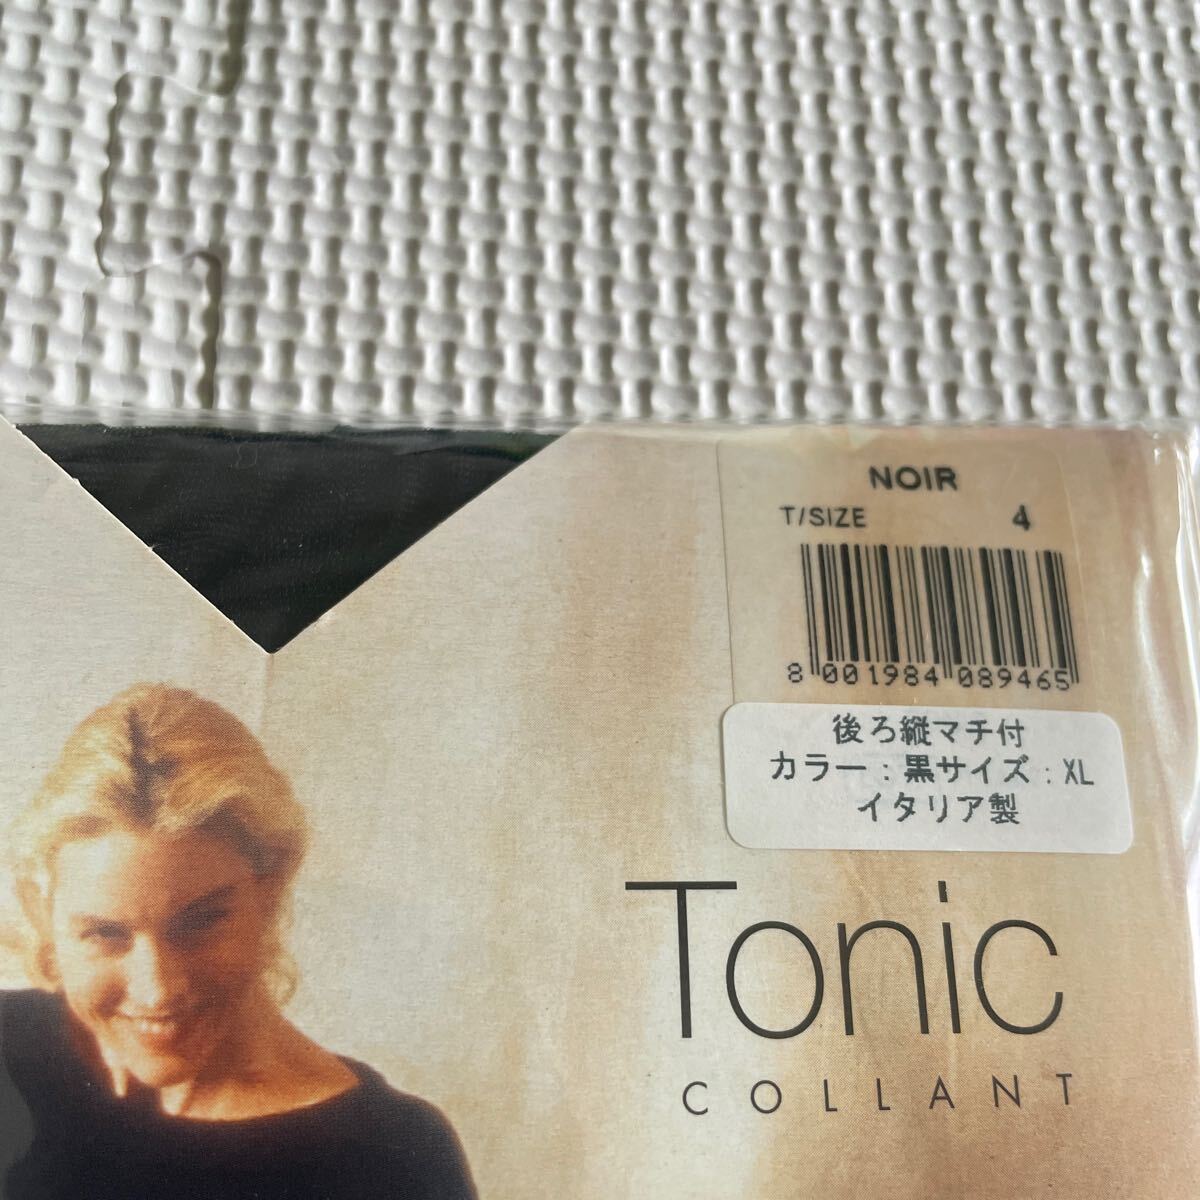 NOIR
T/SIZE 4
8 001984 089465
後ろ縦マチ付
カラー：黒サイズ：XL
イタリア製
Tonic
COLLANT